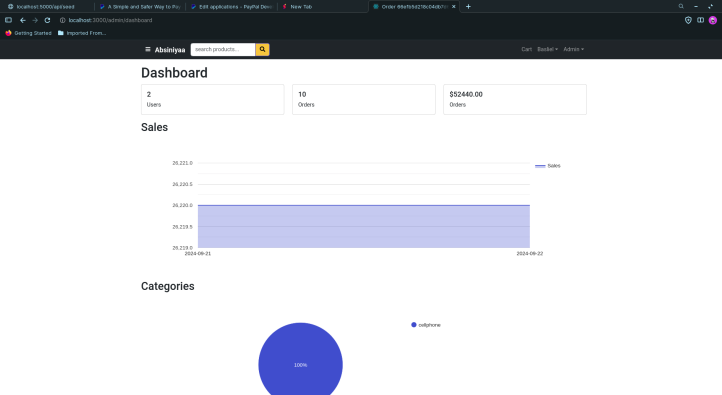 localhost:5000/api/seed
A Simple and Safer Way to Pa
Edit applications - PayPal Deve
New Tab
localhost:3000/admin/dashboard
Getting Started
Imported From...
Absiniyaa
search products...
Cart
Basliel
Admin
Dashboard
2
Users
10
Orders
$52440.00
Orders
Sales
26,221.0
26,220.5
26,220.0
26,219.5
26,219.0
2024-09-21
2024-09-22
Sales
Categories
100%
cellphone